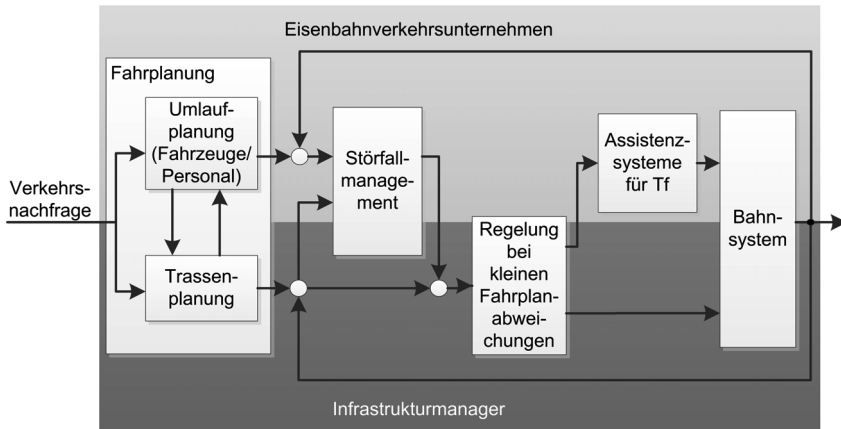 Eisenbahnverkehrsunternehmen
Fahrplanung
Umlauf-
planung
(Fahrzeuge/
Personal)
Verkehrs-
nachfrage
Trassen-
planung
Störfall
manage-
ment
Regelung
bei
kleinen
Fahrplan-
abwei-
chungen
Assistenz-
systeme
für Tf
Bahn-
system
Infrastrukturmanager